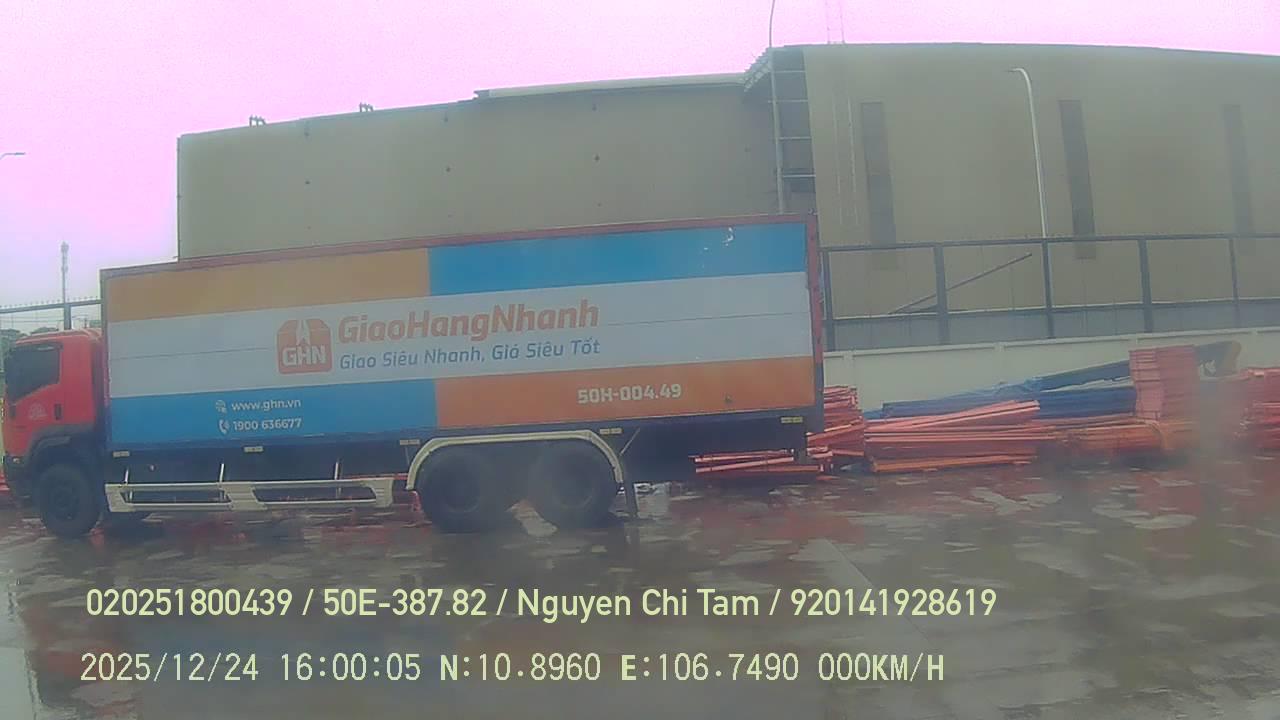 GiaoHangNhanh
GHN
Giao Siêu Nhanh, Giá Siêu Tốt
50H-004.49
www.ghn.vn
1900 636677
020251800439 / 50E-387.82 / Nguyen Chi Tam / 920141928619
2025/12/24 16:00:05 N:10.8960 E:106.7490 000KM/H